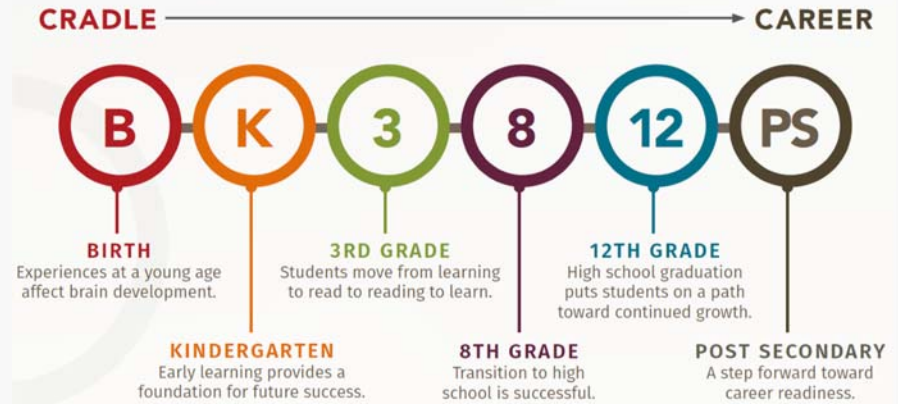 CRADLE
CAREER
B
K
3
8
12
PS
BIRTH
Experiences at a young age
affect brain development.
3RD GRADE
Students move from learning
to read to reading to learn.
12TH GRADE
High school graduation
puts students on a path
toward continued growth.
KINDERGARTEN
Early learning provides a
foundation for future success.
8TH GRADE
Transition to high
school is successful.
POST SECONDARY
A step forward toward
career readiness.